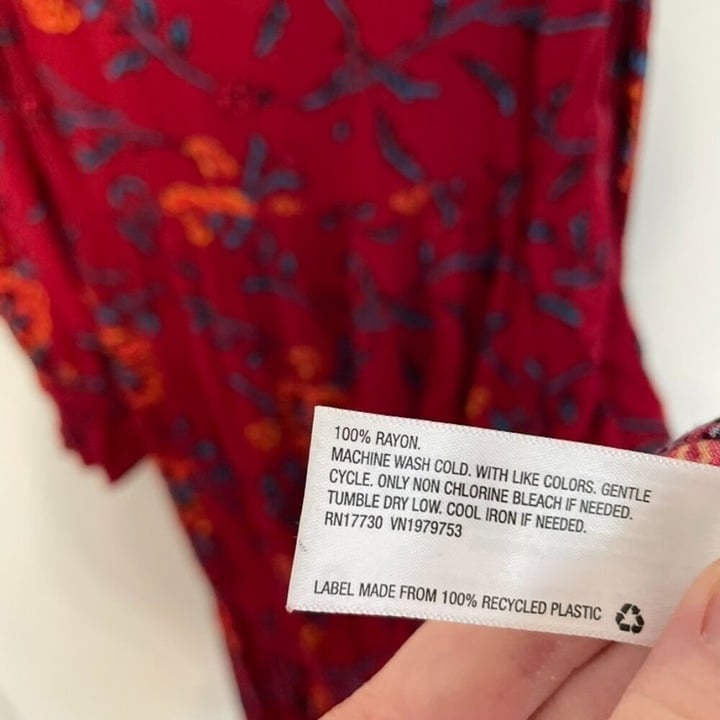 100% RAYON.
MACHINE WASH COLD. WITH LIKE COLORS. GENTLE
CYCLE. ONLY NON CHLORINE BLEACH IF NEEDED.
TUMBLE DRY LOW. COOL IRON IF NEEDED.
RN17730 VN1979753
LABEL MADE FROM 100% RECYCLED PLASTIC